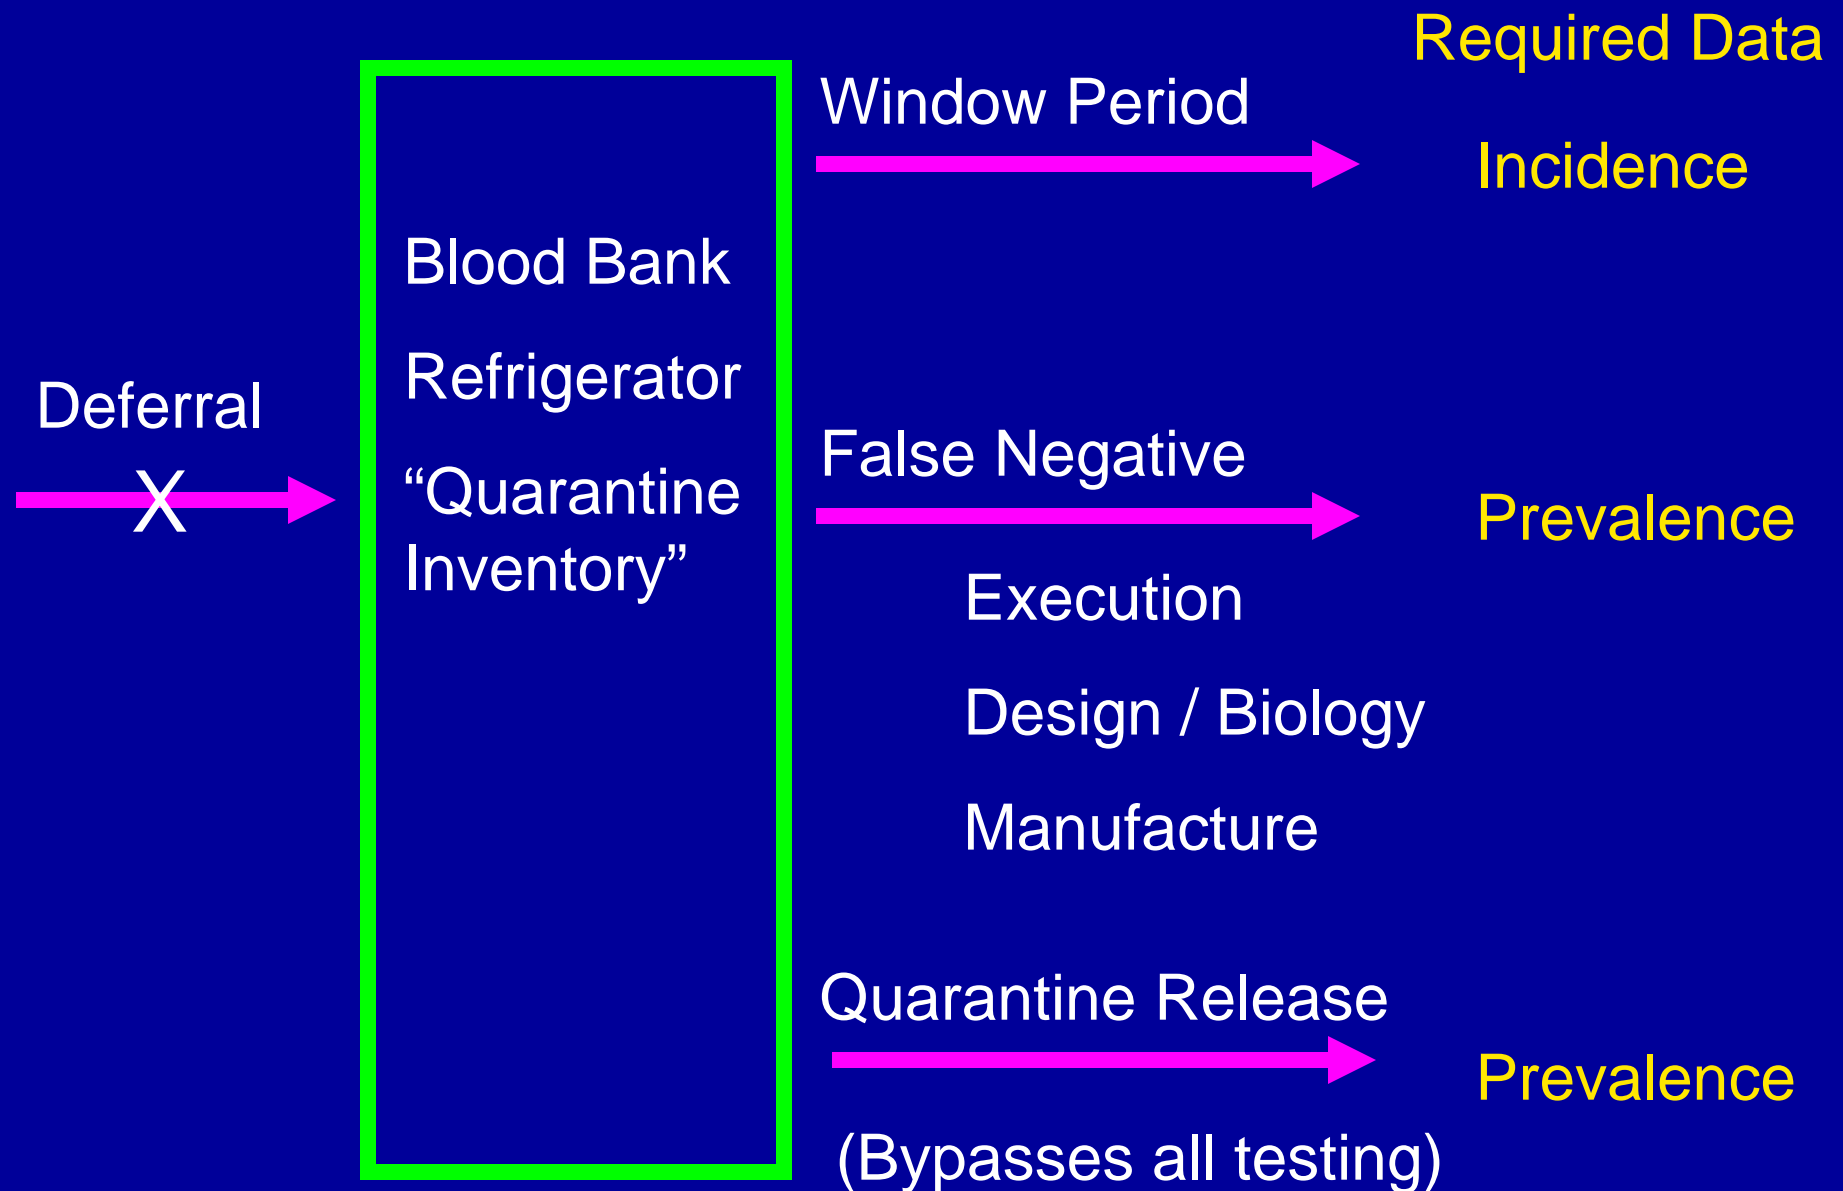 Required Data
Window Period
Incidence
Blood Bank
Refrigerator
“Quarantine
Inventory”
Deferral
X
False Negative
Prevalence
Execution
Design / Biology
Manufacture
Quarantine Release
Prevalence
(Bypasses all testing)